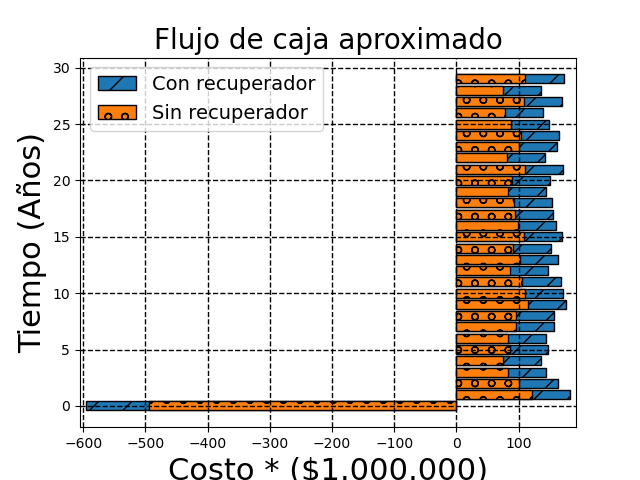 Flujo de caja aproximado
Con recuperador
Sin recuperador
Tiempo (Años)
30
25
20
15
10
5
0
−600 −500 −400 −300 −200 −100 0 100
Costo * ($1.000.000)